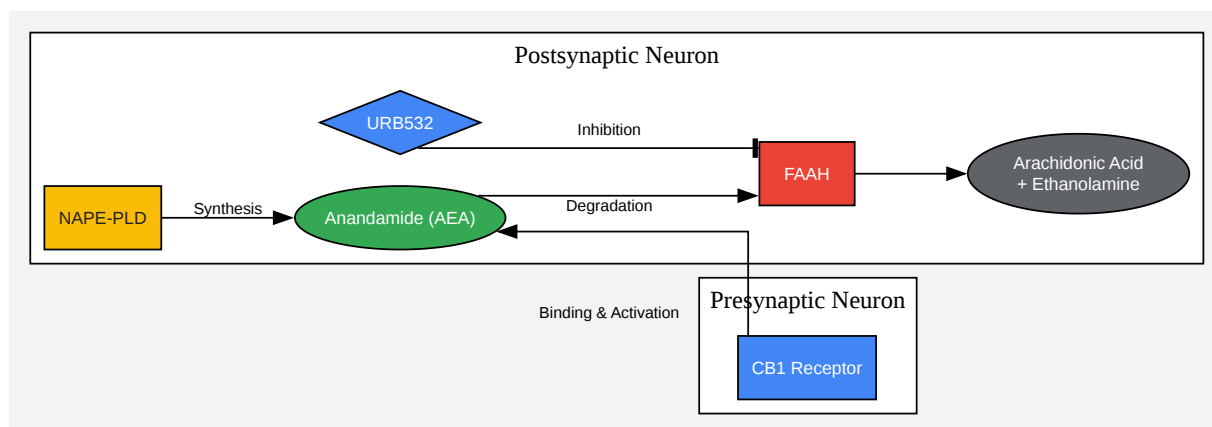 Postsynaptic Neuron
URB532
Inhibition
FAAH
Arachidonic Acid
+ Ethanolamine
NAPE-PLD
Synthesis
Anandamide (AEA)
Degradation
Binding & Activation
Presynaptic Neuron
CB1 Receptor